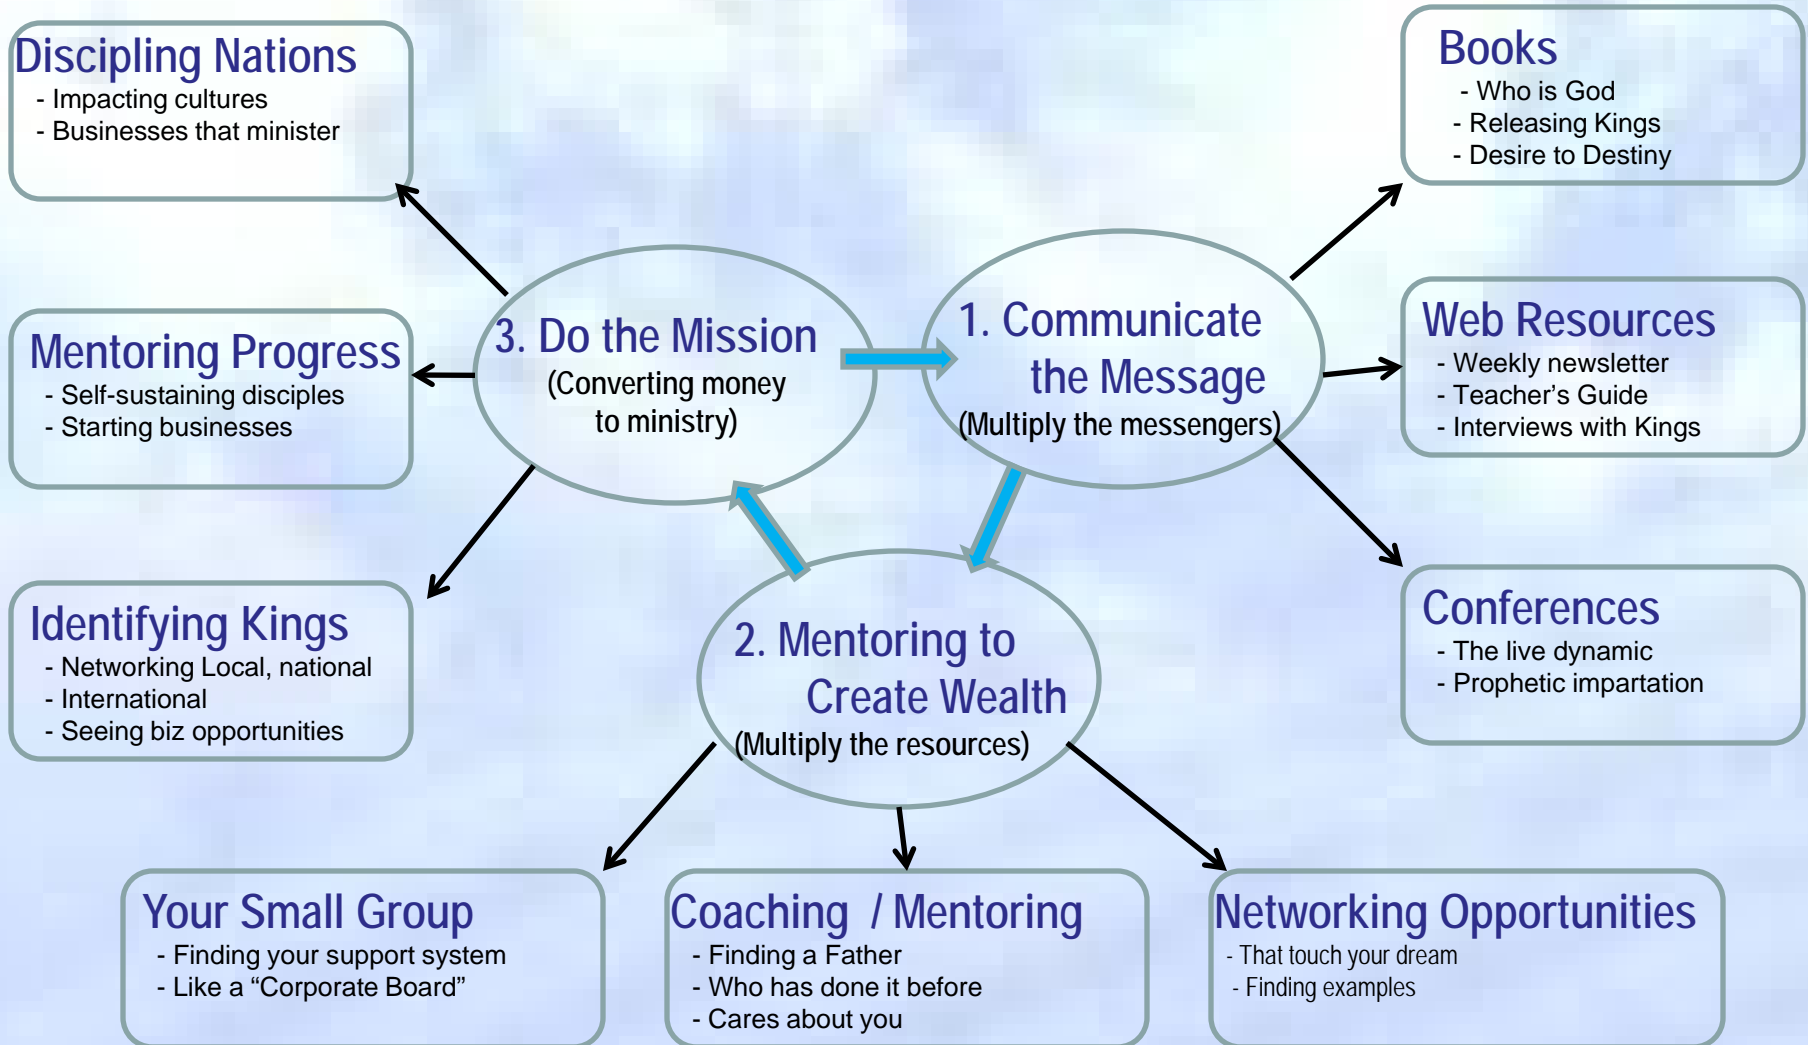 Discipling Nations
- Impacting cultures
- Businesses that minister
Mentoring Progress
- Self-sustaining disciples
- Starting businesses
Identifying Kings
- Networking Local, national
- International
- Seeing biz opportunities
3. Do the Mission
(Converting money
to ministry)
1. Communicate
the Message
(Multiply the messengers)
2. Mentoring to
Create Wealth
(Multiply the resources)
Books
- Who is God
- Releasing Kings
- Desire to Destiny
Web Resources
- Weekly newsletter
- Teacher’s Guide
- Interviews with Kings
Conferences
- The live dynamic
- Prophetic impartation
Your Small Group
- Finding your support system
- Like a “Corporate Board”
Coaching / Mentoring
- Finding a Father
- Who has done it before
- Cares about you
Networking Opportunities
- That touch your dream
- Finding examples